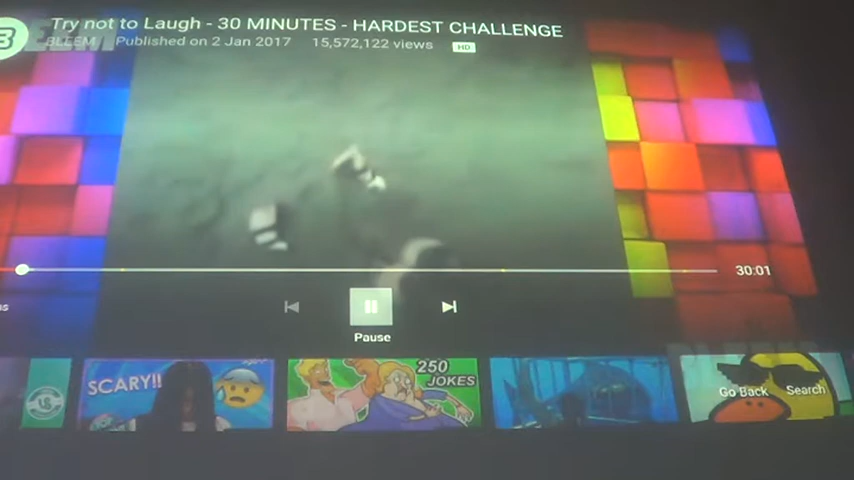 Try not to Laugh - 30 MINUTES - HARDEST CHALLENGE
BLEEM Published on 2 Jan 2017 15,572,122 views HD
30:01
Pause
SCARY!!
250
JOKES
Go Back Search